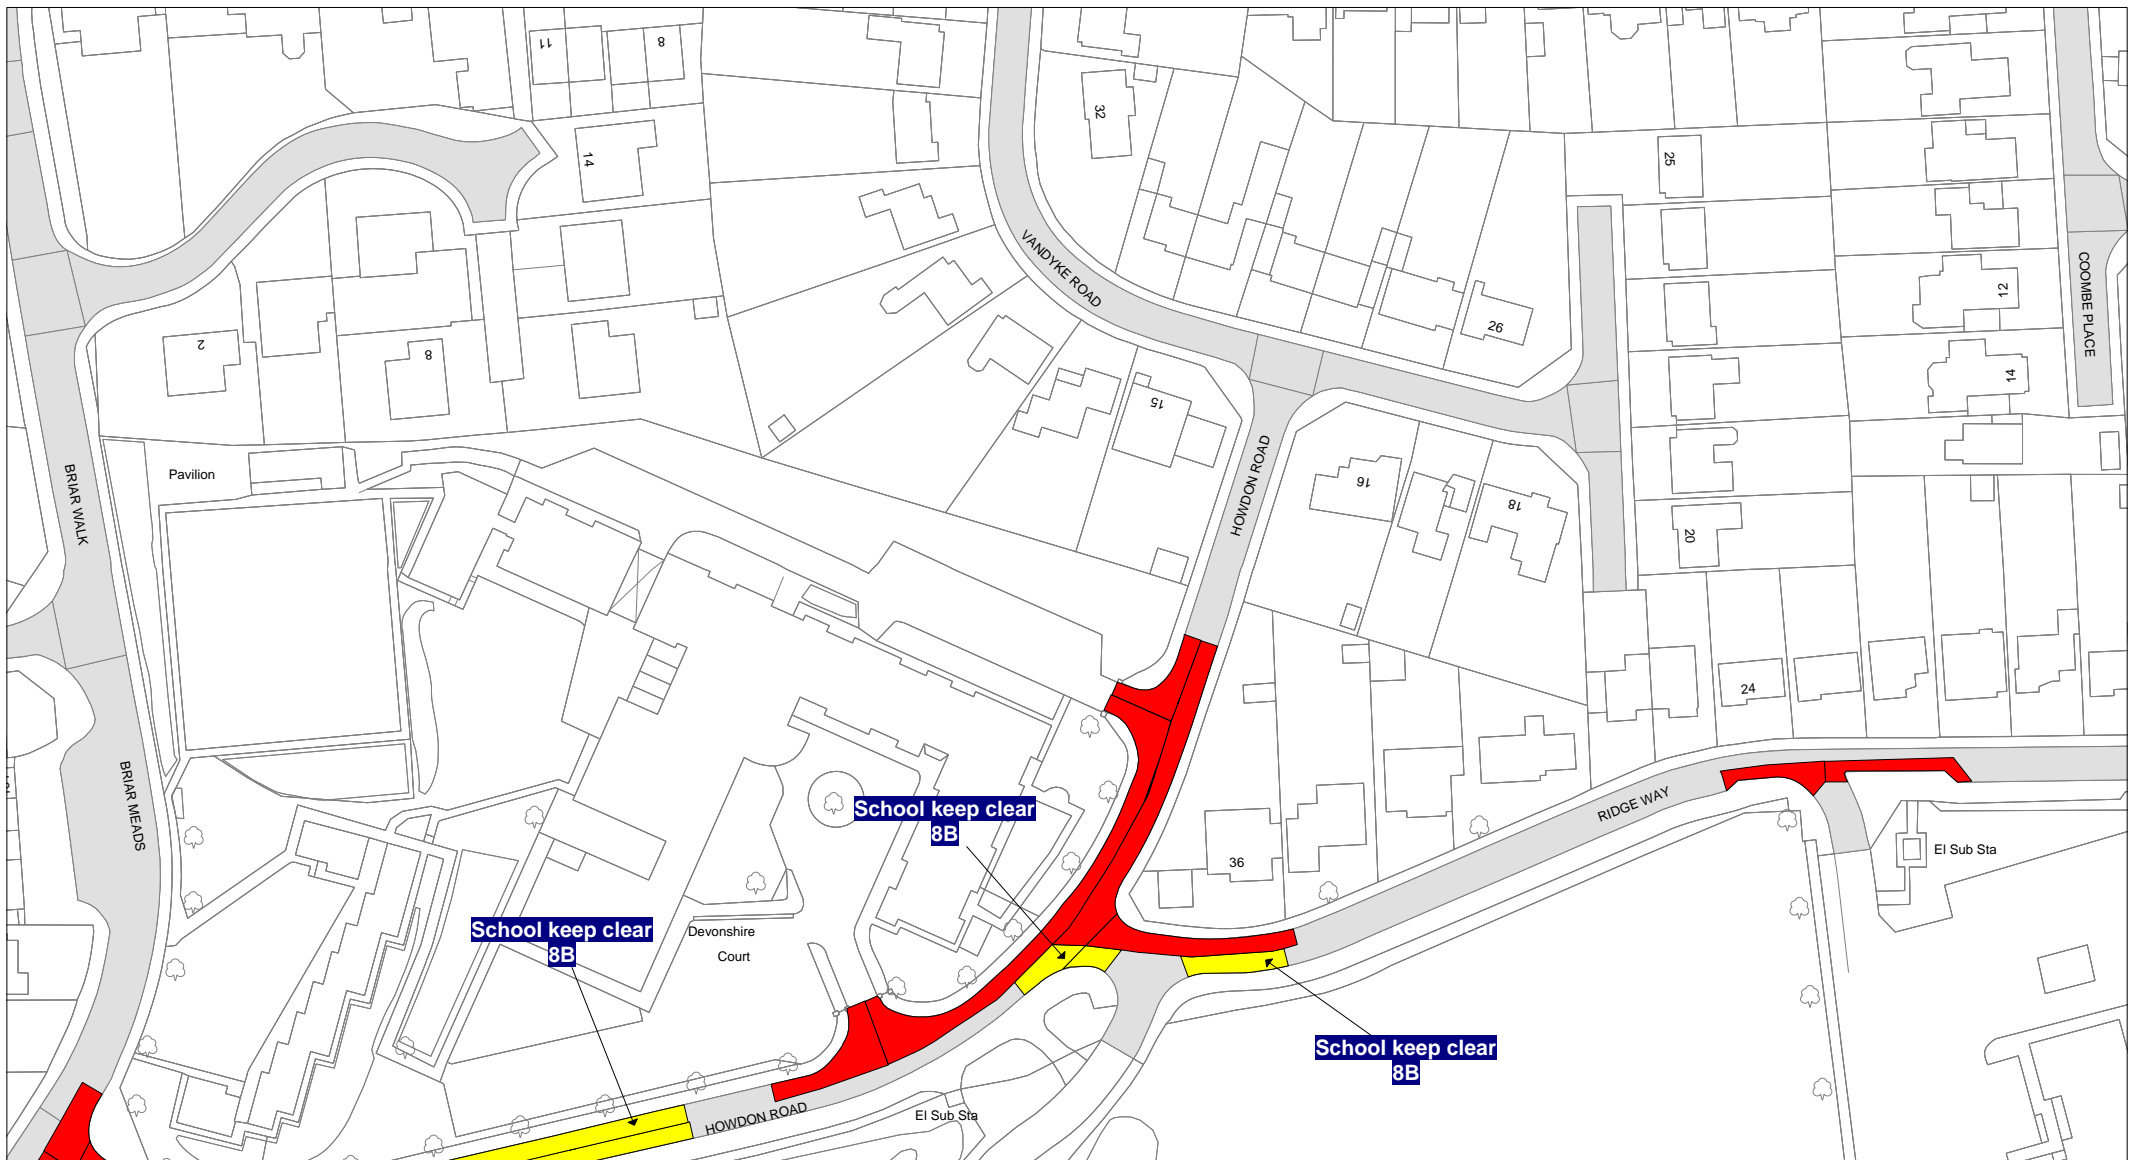 11
8
32
14
25
VANDYKE ROAD
COOMBE PLACE
12
26
2
8
14
15
HOWDON ROAD
BRIAR WALK
Pavilion
16
18
20
24
RIDGE WAY
BRIAR MEADS
School keep clear
8B
36
El Sub Sta
School keep clear
8B
Devonshire
Court
School keep clear
8B
HOWDON ROAD
El Sub Sta